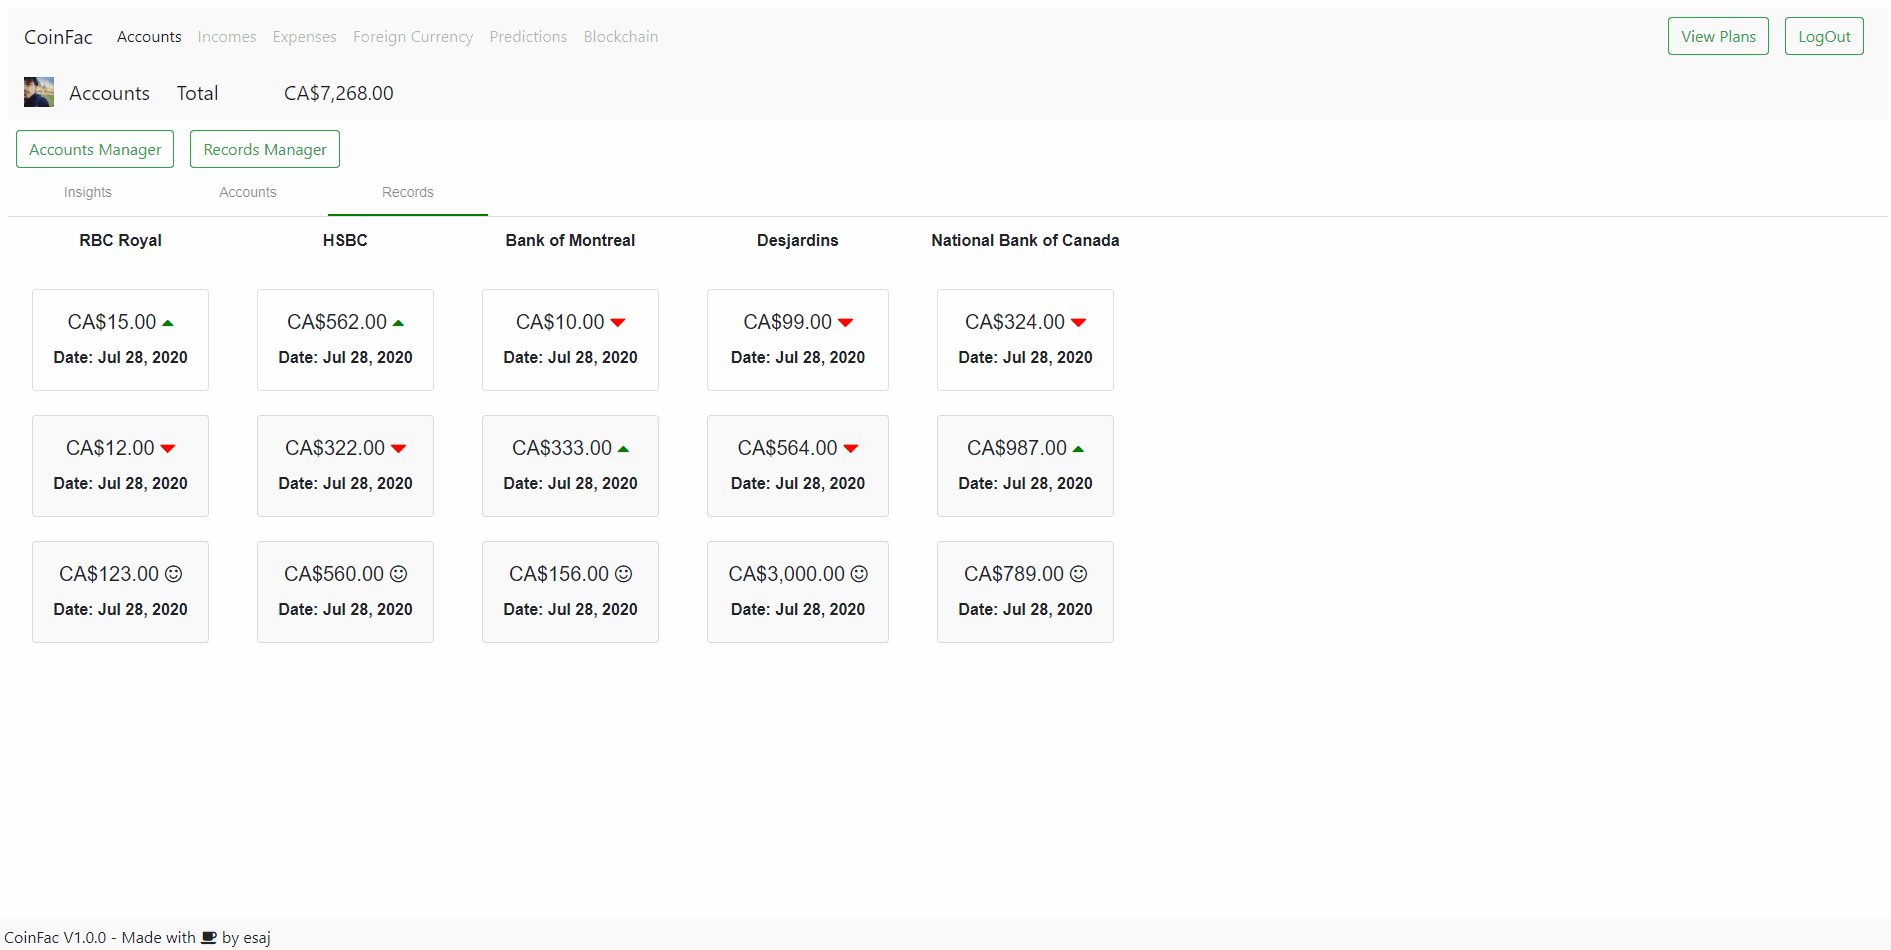 CoinFac Accounts Incomes Expenses Foreign Currency Predictions Blockchain View Plans LogOut
Accounts Total CA$7,268.00
Accounts Manager Records Manager
Insights Accounts Records
RBC Royal HSBC Bank of Montreal Desjardins National Bank of Canada
CA$15.00 CA$562.00 CA$10.00 CA$99.00 CA$324.00
Date: Jul 28, 2020 Date: Jul 28, 2020 Date: Jul 28, 2020 Date: Jul 28, 2020 Date: Jul 28, 2020
CA$12.00 CA$322.00 CA$333.00 CA$564.00 CA$987.00
Date: Jul 28, 2020 Date: Jul 28, 2020 Date: Jul 28, 2020 Date: Jul 28, 2020 Date: Jul 28, 2020
CA$123.00 CA$560.00 CA$156.00 CA$3,000.00 CA$789.00
Date: Jul 28, 2020 Date: Jul 28, 2020 Date: Jul 28, 2020 Date: Jul 28, 2020 Date: Jul 28, 2020
CoinFac V1.0.0 - Made with by esaj